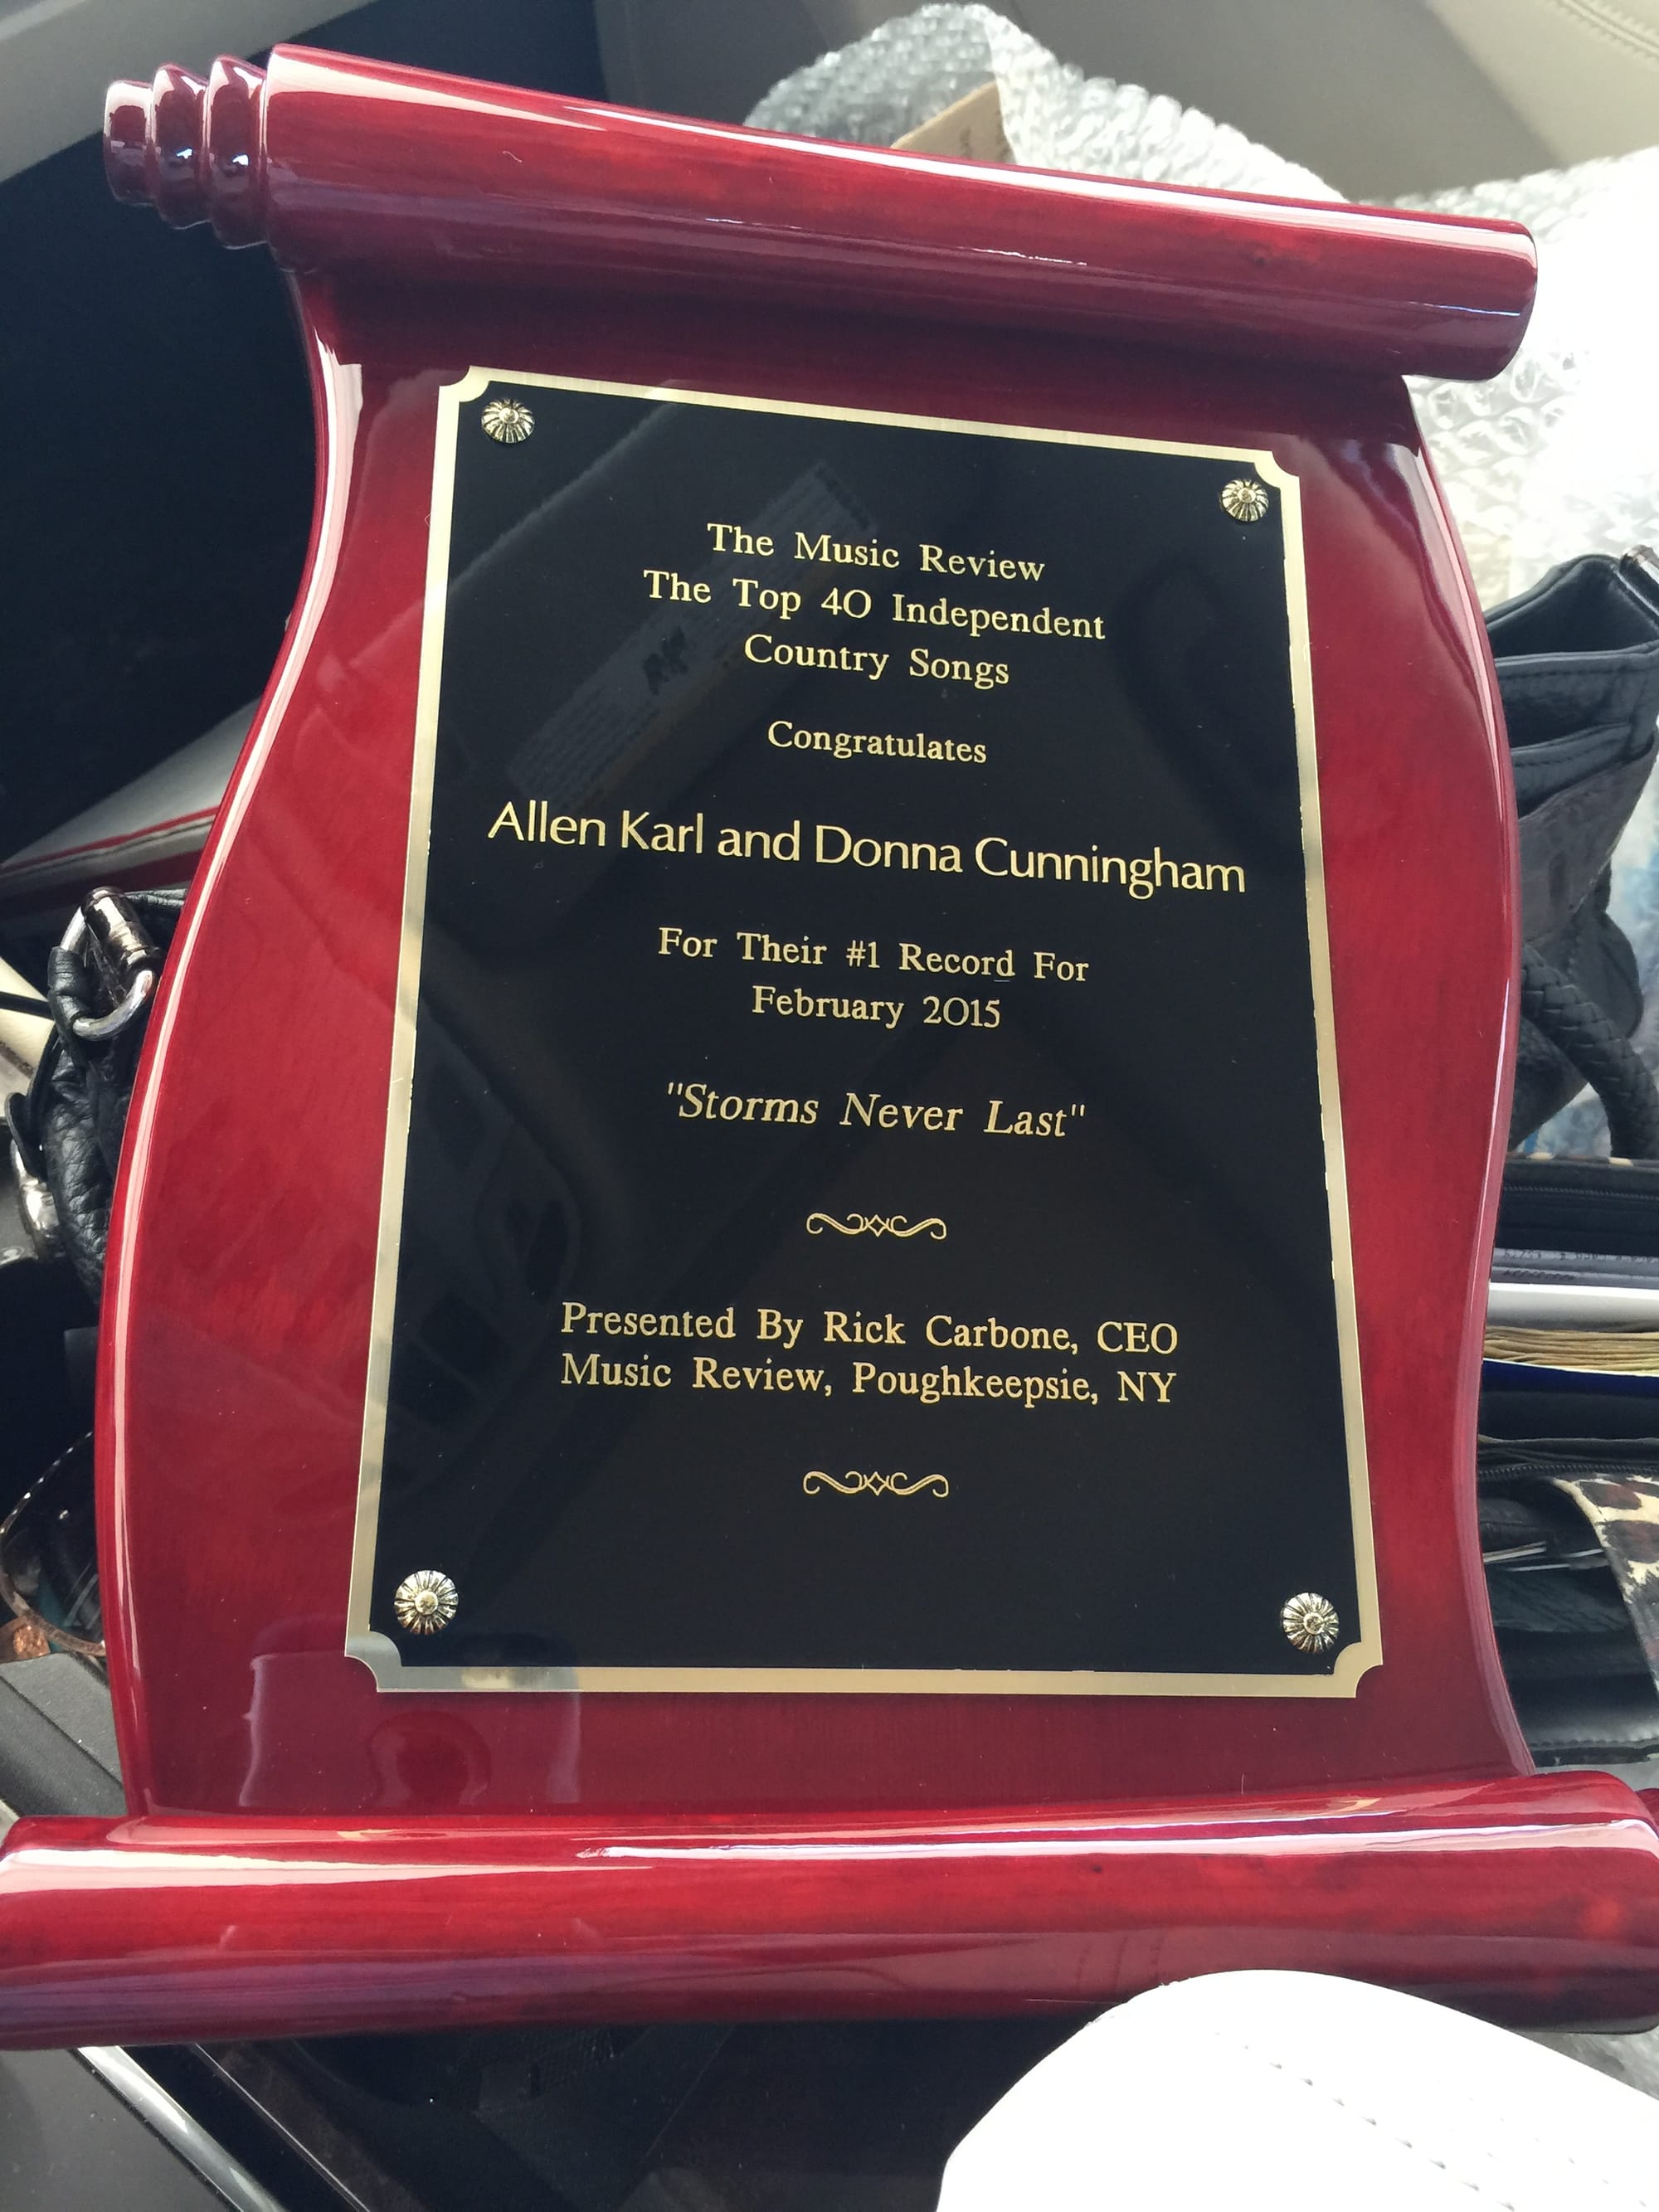 The Music Review
The Top 40 Independent
Country Songs
Congratulates
Allen Karl and Donna Cunningham
For Their #1 Record For
February 2015
"Storms Never Last"
Presented By Rick Carbone, CEO
Music Review, Poughkeepsie, NY